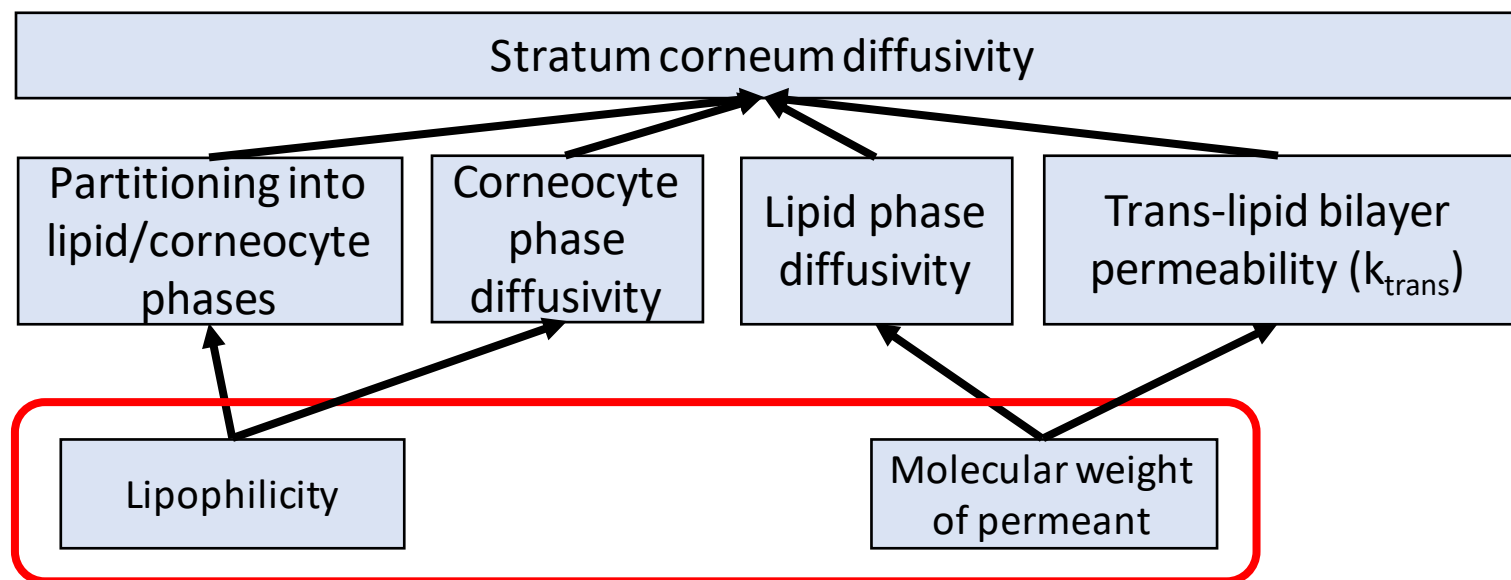 Stratum corneum diffusivity
Partitioning into
lipid/corneocyte
phases
Corneocyte
phase
diffusivity
Lipid phase
diffusivity
Trans-lipid bilayer
permeability (ktrans)
Lipophilicity
Molecular weight
of permeant